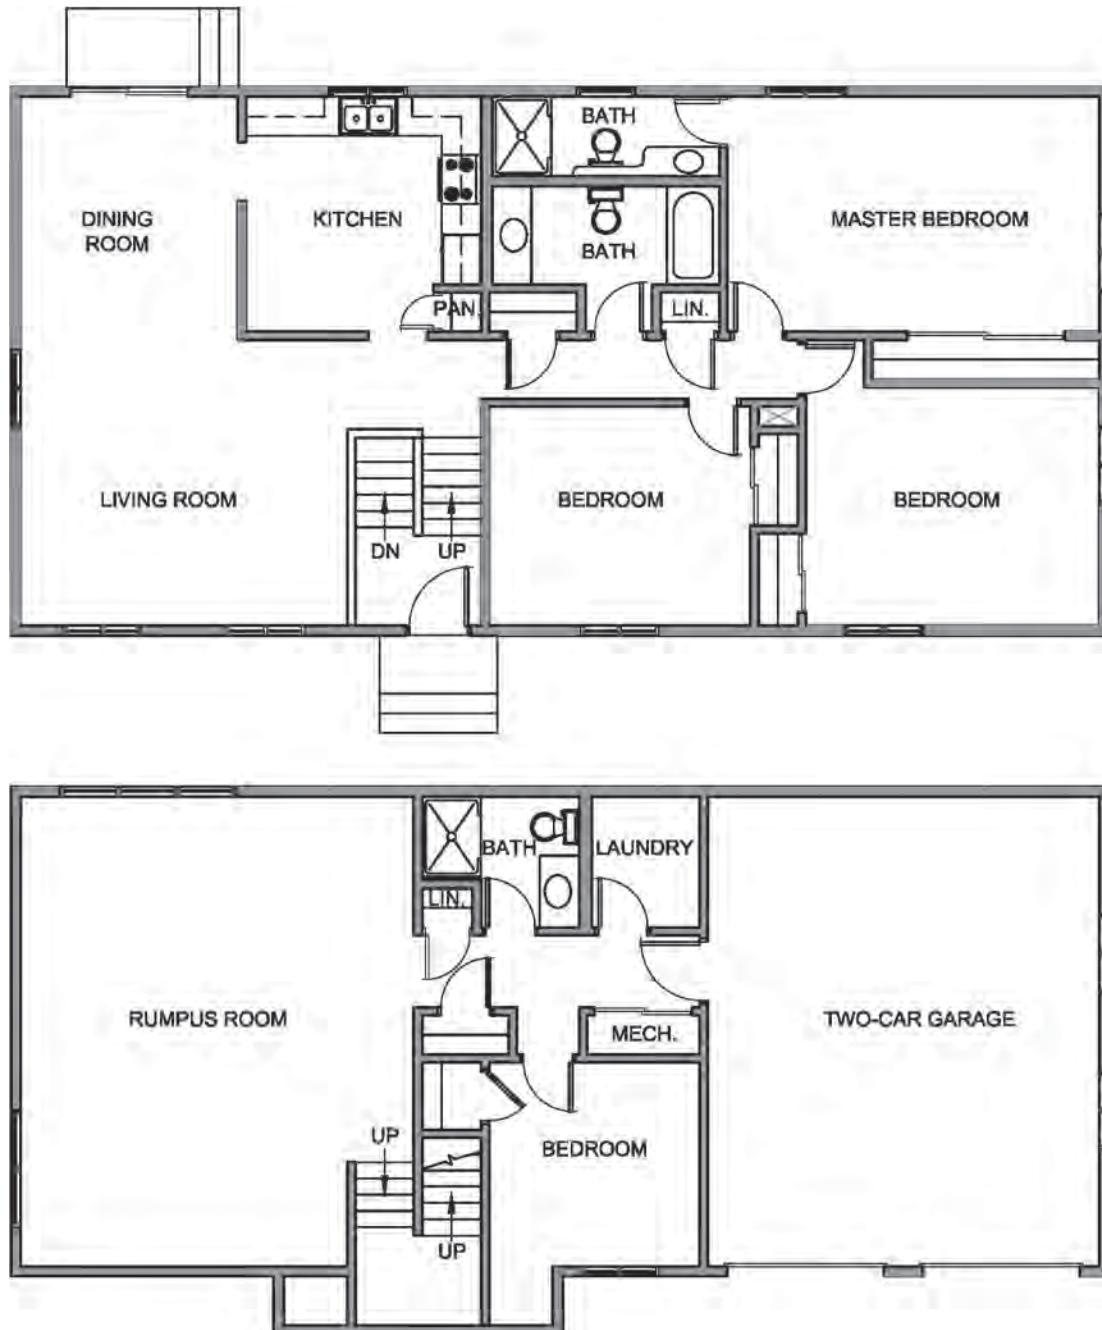 BATH
DINING
ROOM
KITCHEN
MASTER BEDROOM
BATH
PAN.
LIN.
LIVING ROOM
BEDROOM
BEDROOM
DN
UP
BATH
LAUNDRY
LIN.
RUMPUS ROOM
TWO-CAR GARAGE
MECH.
UP
BEDROOM
UP